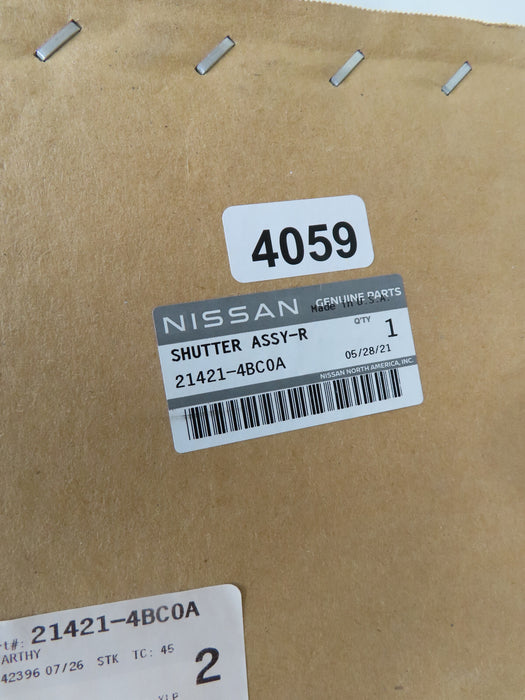 4059
NISSAN GENUINE PARTS
Made in U.S.A.
SHUTTER ASSY-R Q'TY 1
21421-4BC0A 05/28/21
NISSAN NORTH AMERICA, INC.
rt#: 21421-4BC0A
ARTHY
42396 07/26 STK TC: 45 2